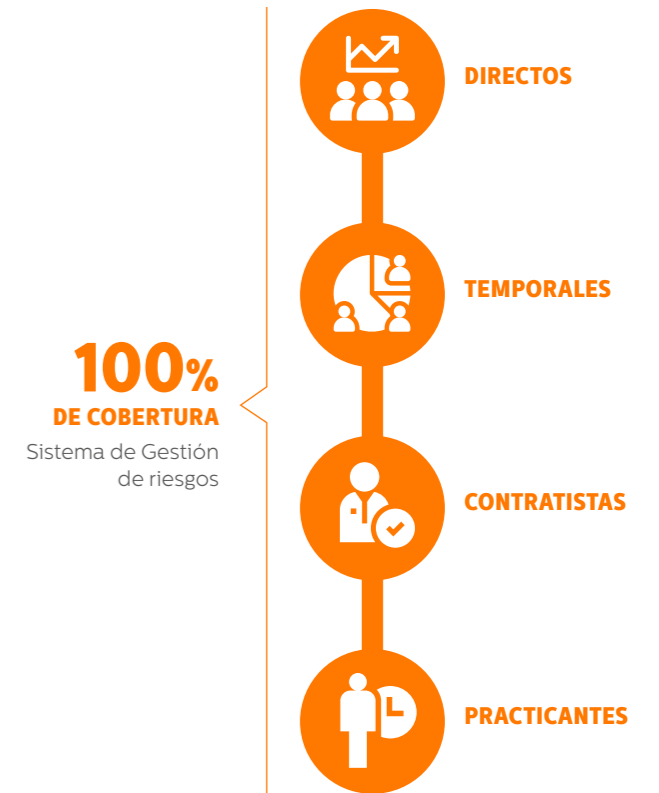 100%
DE COBERTURA
Sistema de Gestión
de riesgos
DIRECTOS
TEMPORALES
CONTRATISTAS
PRACTICANTES